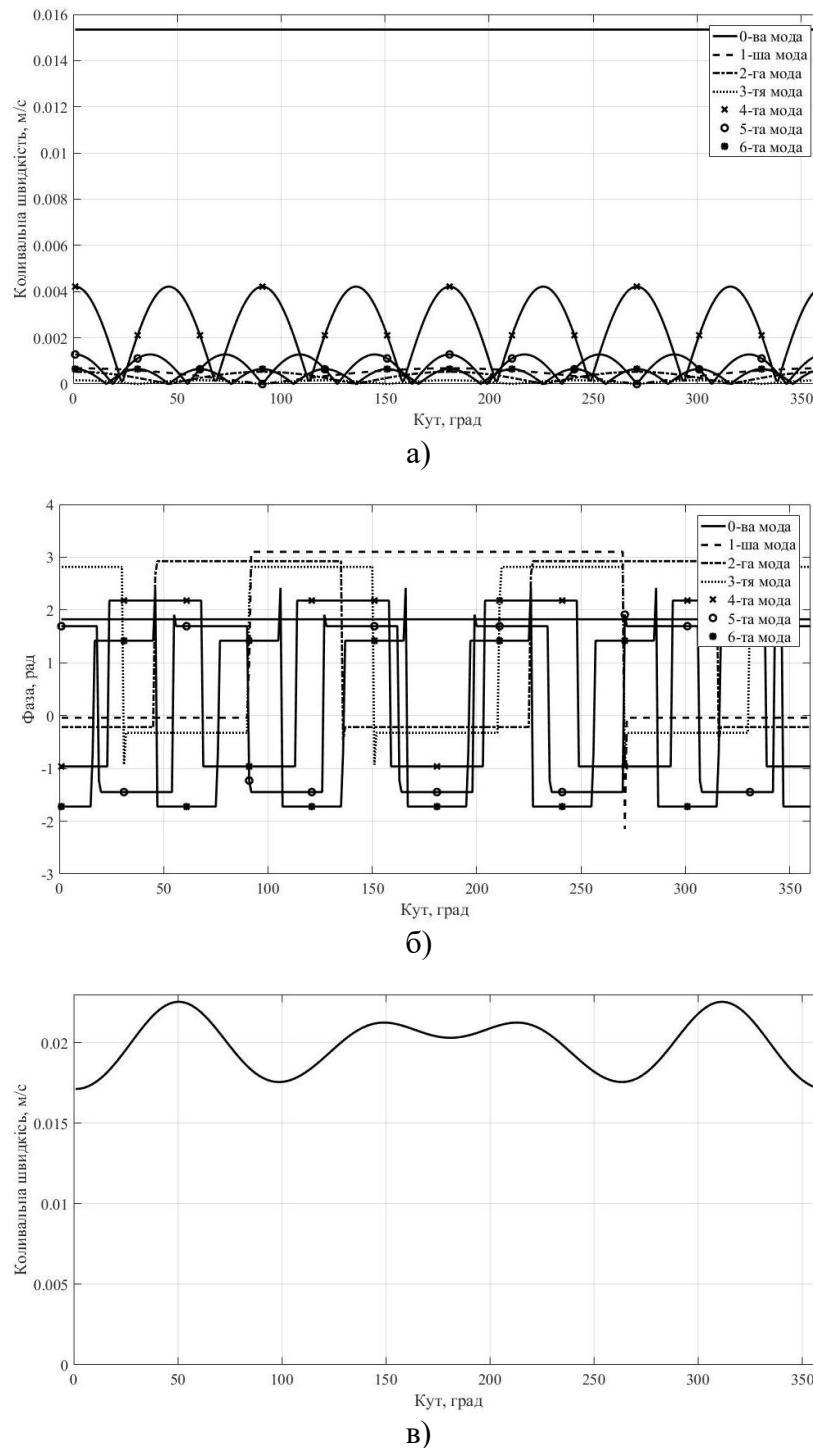 0.016
0.014
0.012
0.01
0.008
0.006
0.004
0.002
0
Коливальна швидкість, м/с
0-ва мода
1-ша мода
2-га мода
3-тя мода
4-та мода
5-та мода
6-та мода
0 50 100 150 200 250 300 350
Кут, град
а)
4
3
2
1
0
-1
-2
-3
Фаза, рад
0-ва мода
1-ша мода
2-га мода
3-тя мода
4-та мода
5-та мода
6-та мода
0 50 100 150 200 250 300 350
Кут, град
б)
0.02
0.015
0.01
0.005
0
Коливальна швидкісь, м/с
0 50 100 150 200 250 300 350
Кут, град
в)